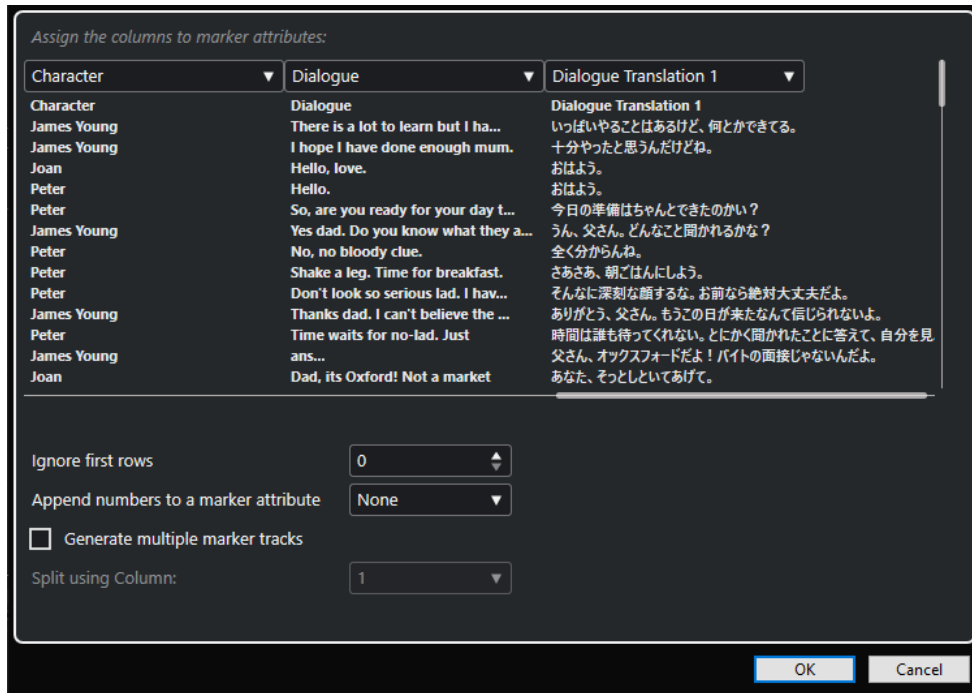 Assign the columns to marker attributes:
Character Dialogue Dialogue Translation 1
Character Dialogue Dialogue Translation 1
James Young There is a lot to learn but I ha... いっぱいやることはあるけど、何とかできてる。
James Young I hope I have done enough mum. 十分やったと思うんだけどね。
Joan Hello, love. おはよう。
Peter Hello. おはよう。
Peter So, are you ready for your day t... 今日の準備はちゃんとできたのかい？
James Young Yes dad. Do you know what they a... うん、父さん。どんなこと聞かれるかな？
Peter No, no bloody clue. 全く分からんね。
Peter Shake a leg. Time for breakfast. さあさあ、朝ごはんにしよう。
Peter Don't look so serious lad. I hav... そんなに深刻な顔するな。お前なら絶対大丈夫だよ。
James Young Thanks dad. I can't believe the ... ありがとう、父さん。もうこの日が来たなんて信じられないよ。
Peter Time waits for no-lad. Just 時間は誰も待ってくれない。とにかく聞かれたことに答えて、自分を見
James Young ans... 父さん、オックスフォードだよ！バイトの面接じゃないんだよ。
Joan Dad, its Oxford! Not a market あなた、そっとしといてあげて。
Ignore first rows 0
Append numbers to a marker attribute None
Generate multiple marker tracks
Split using Column: 1
OK Cancel